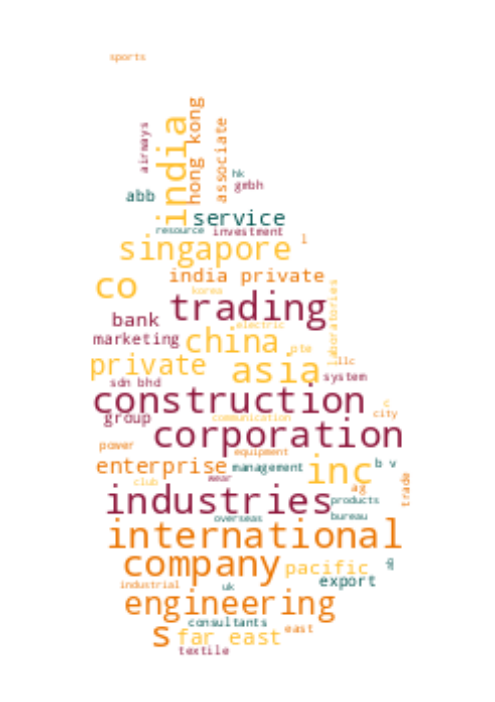 sports
india
hong kong
airways
associate
hk
gmbh
abb
service
resource
investment
l
singapore
india private
co
korea
trading
laboratories
bank
electric
marketing
china
pte
llc
private
asia
system
sdn bhd
construction
c
group
communication
city
corporation
power
equipment
enterprise
management
inc
b v
wear
club
ag
trade
industries
products
overseas
bureau
international
company
pacific
export
industrial
uk
engineering
consultants
s
far east
east
textile